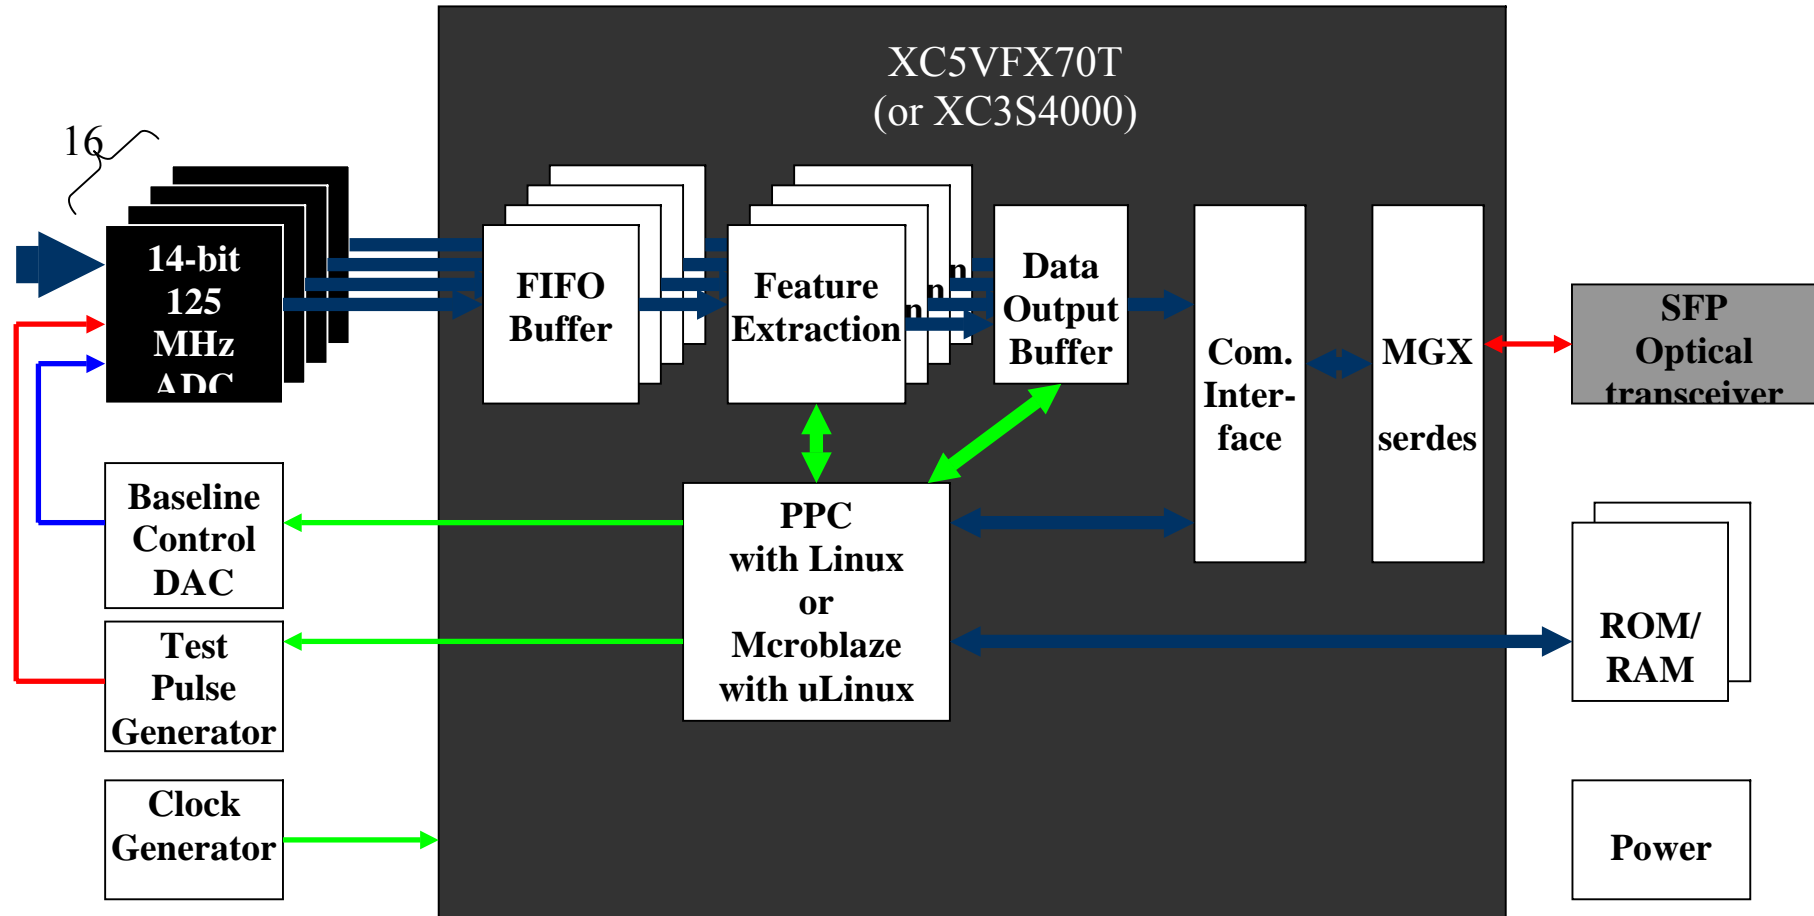 XC5VFX70T
(or XC3S4000)
16
14-bit
125
MHz
ADC
FIFO
Buffer
Feature
Extraction
n
n
n
Data
Output
Buffer
Com.
Inter-
face
MGX
serdes
SFP
Optical
transceiver
Baseline
Control
DAC
PPC
with Linux
or
Mcroblaze
with uLinux
ROM/
RAM
Test
Pulse
Generator
Clock
Generator
Power